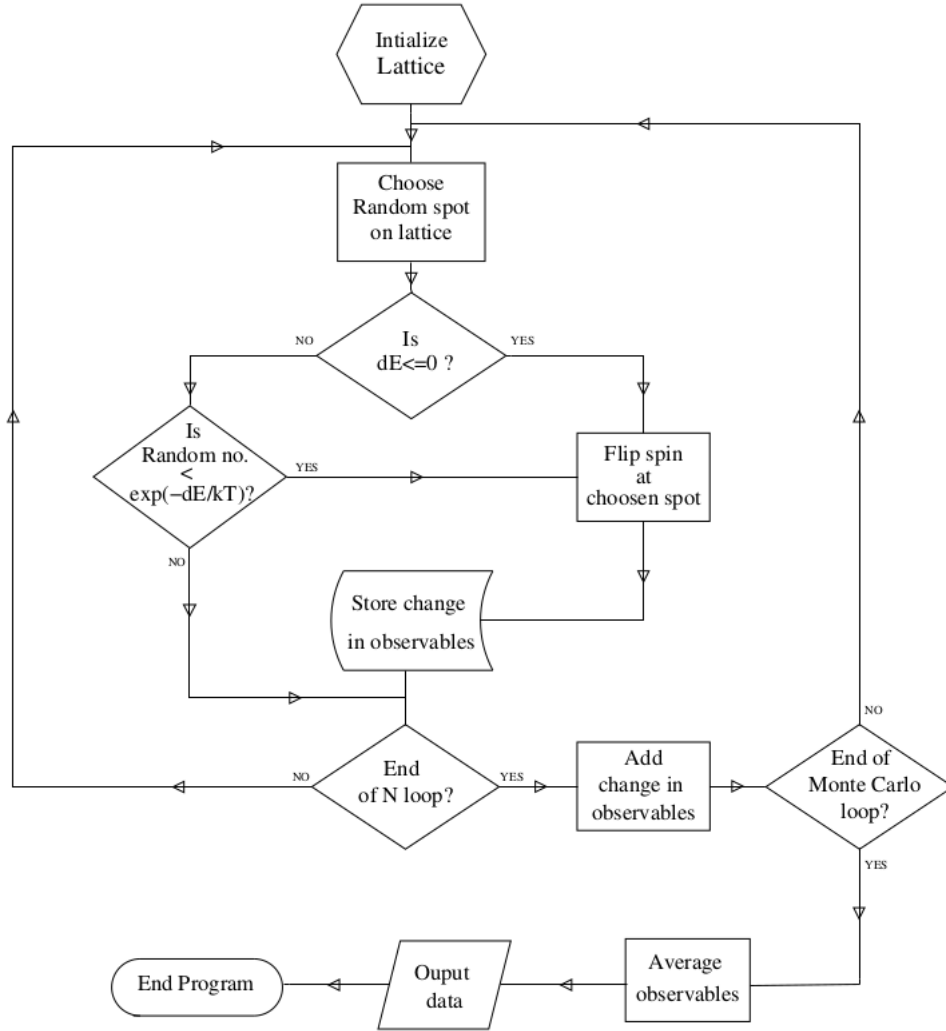 Intialize
Lattice
Choose
Random spot
on lattice
Is
dE<=0 ?
NO
YES
Is
Random no.
<
exp(−dE/kT)?
YES
NO
Flip spin
at
choosen spot
Store change
in observables
End
of N loop?
NO
YES
Add
change in
observables
End of
Monte Carlo
loop?
NO
YES
Average
observables
Ouput
data
End Program